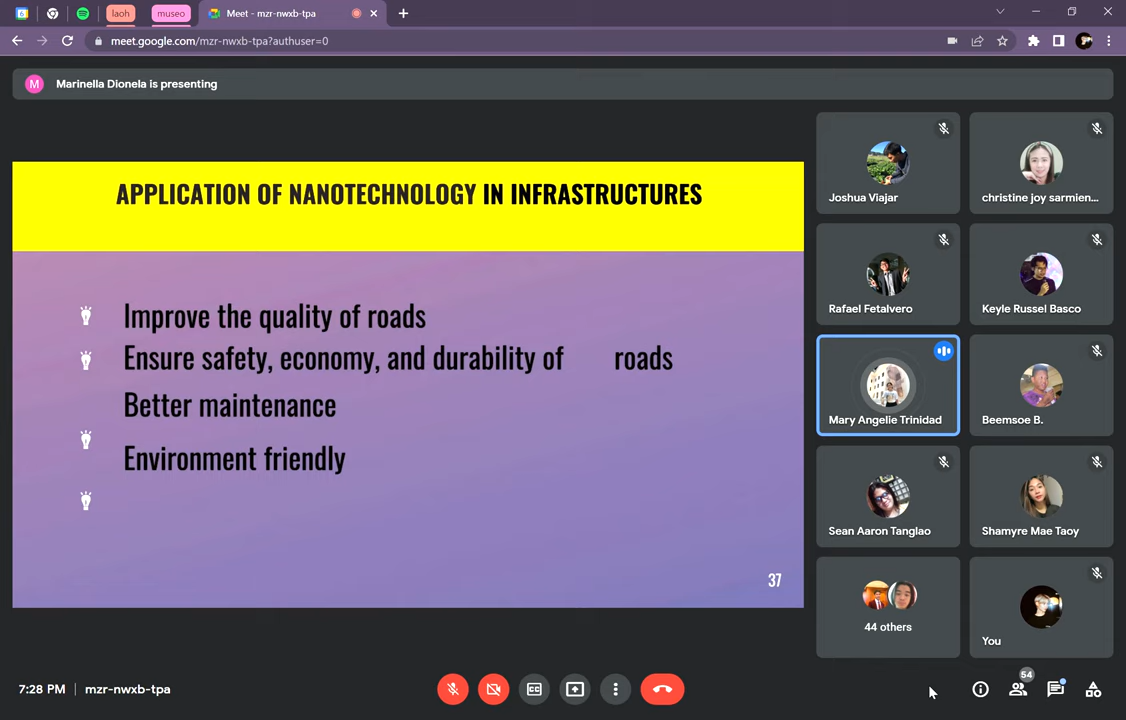 6
laoh
museo
Meet - mzr-nwxb-tpa
meet.google.com/mzr-nwxb-tpa?authuser=0
M
Marinella Dionela is presenting
APPLICATION OF NANOTECHNOLOGY IN INFRASTRUCTURES
Improve the quality of roads
Ensure safety, economy, and durability of roads
Better maintenance
Environment friendly
37
Joshua Viajar
christine joy sarmien...
Rafael Fetalvero
Keyle Russel Basco
Mary Angelie Trinidad
Beemsoe B.
Sean Aaron Tanglao
Shamyre Mae Taoy
44 others
You
7:28 PM | mzr-nwxb-tpa
CC
54